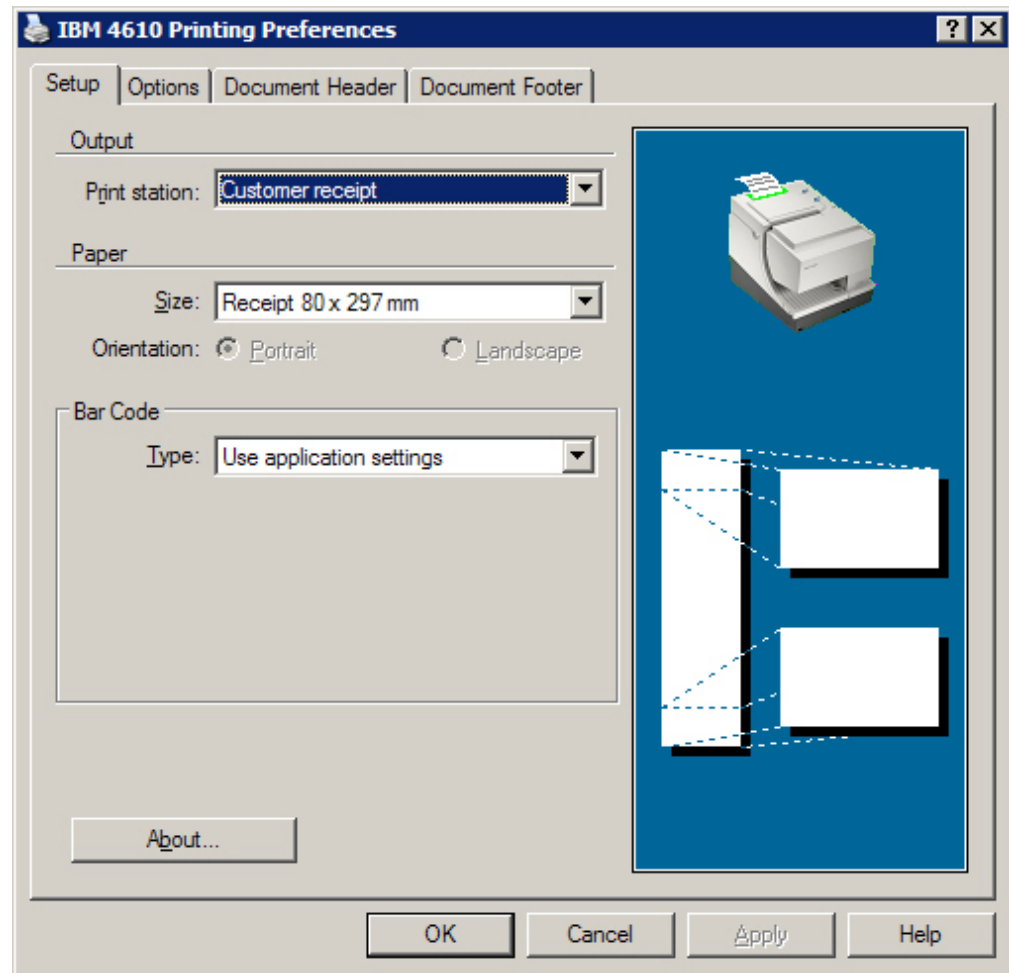 IBM 4610 Printing Preferences
Setup Options Document Header Document Footer
Output
Print station: Customer receipt
Paper
Size: Receipt 80 x 297 mm
Orientation: Portrait Landscape
Bar Code
Type: Use application settings
About...
OK Cancel Apply Help